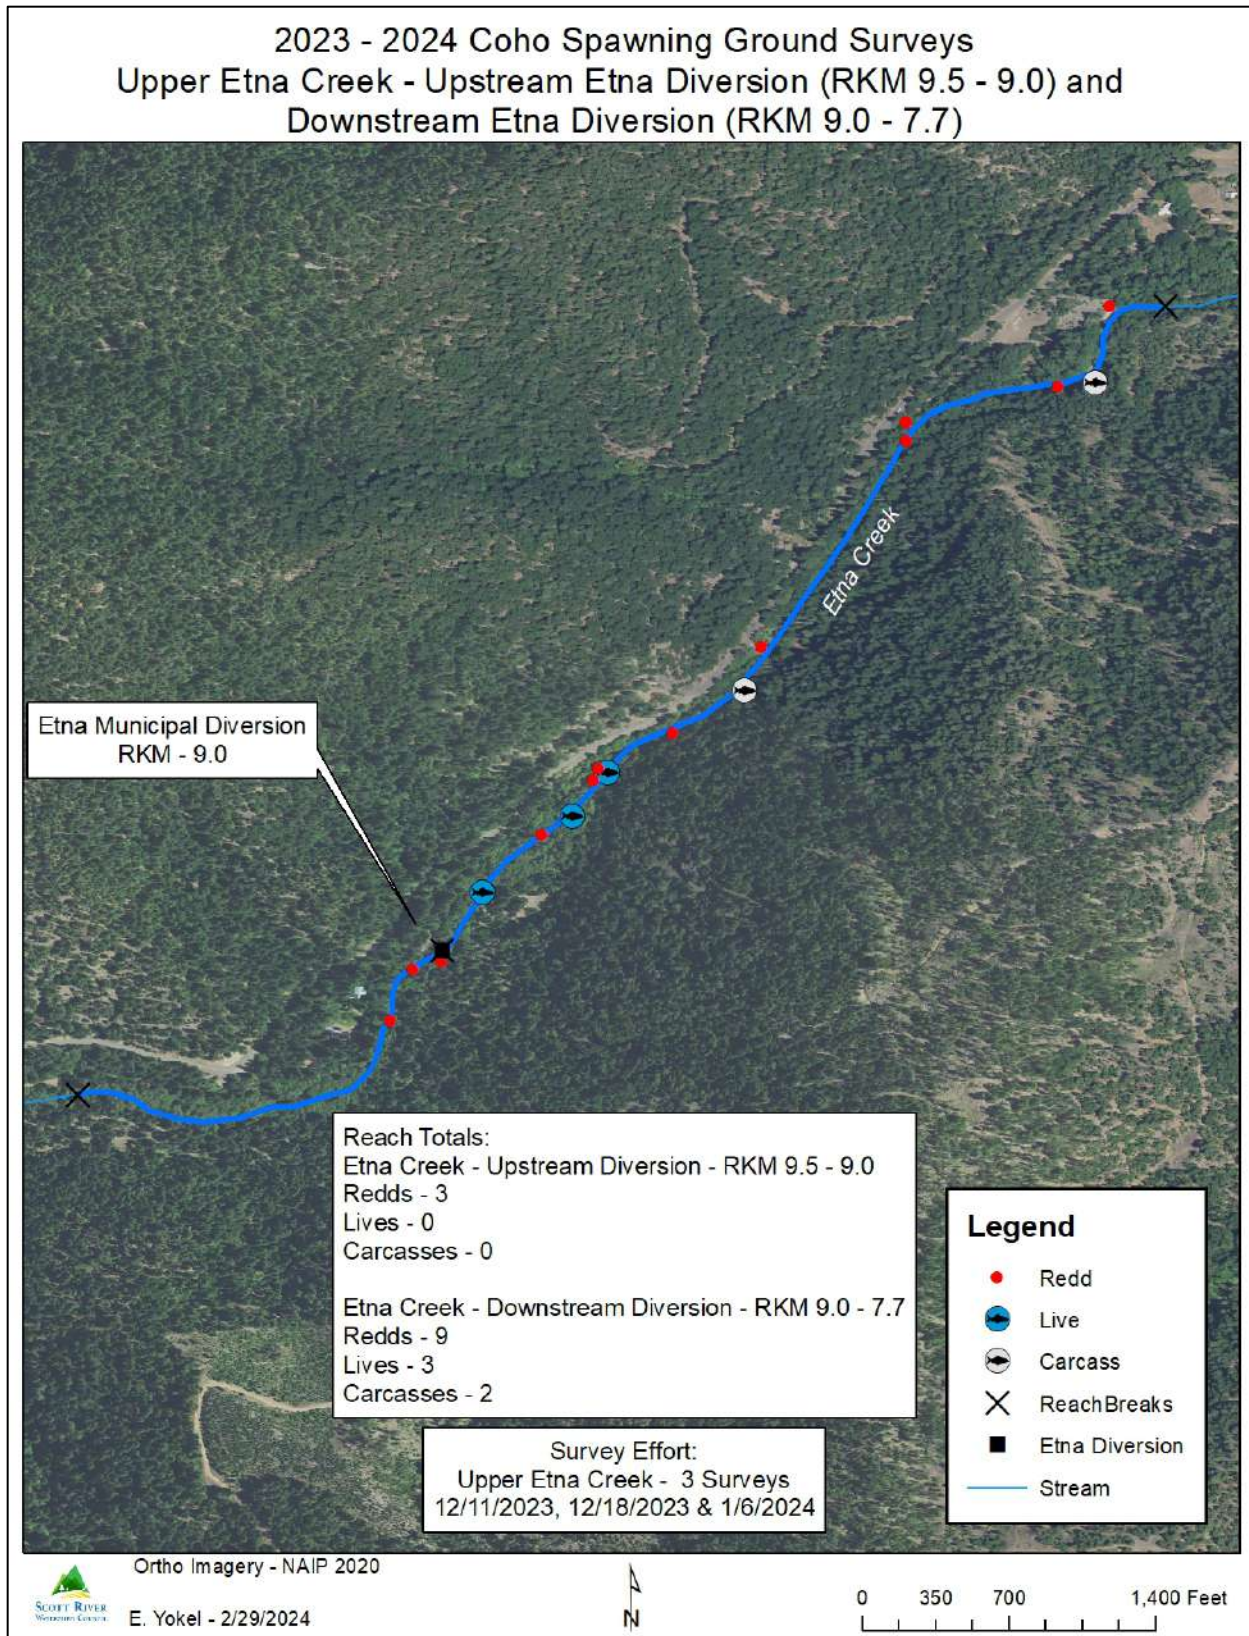 2023 - 2024 Coho Spawning Ground Surveys
Upper Etna Creek - Upstream Etna Diversion (RKM 9.5 - 9.0) and
Downstream Etna Diversion (RKM 9.0 - 7.7)
Etna Creek
Etna Municipal Diversion
RKM - 9.0
Reach Totals:
Etna Creek - Upstream Diversion - RKM 9.5 - 9.0
Redds - 3
Lives - 0
Carcasses - 0
Etna Creek - Downstream Diversion - RKM 9.0 - 7.7
Redds - 9
Lives - 3
Carcasses - 2
Survey Effort:
Upper Etna Creek - 3 Surveys
12/11/2023, 12/18/2023 & 1/6/2024
Legend
Redd
Live
Carcass
ReachBreaks
Etna Diversion
Stream
Ortho Imagery - NAIP 2020
SCOTT RIVER
WATERSHED COUNCIL
E. Yokel - 2/29/2024
N
0 350 700 1,400 Feet